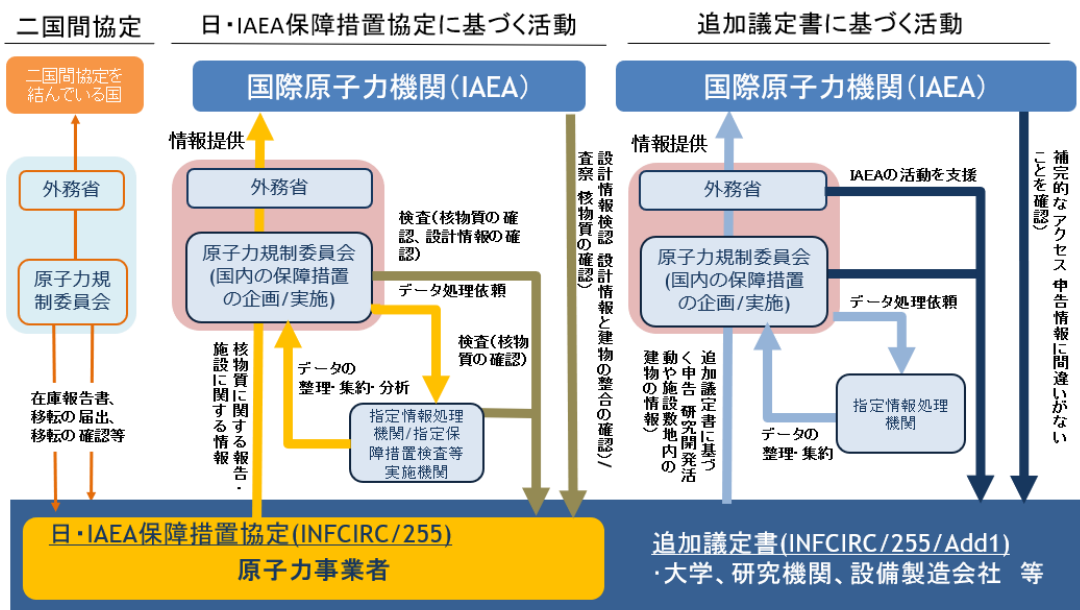 二国間協定
二国間協定を
結んでいる国
外務省
原子力規
制委員会
在庫報告書、
移転の届出、
移転の確認等
日・IAEA保障措置協定に基づく活動
国際原子力機関（IAEA）
情報提供
外務省
原子力規制委員会
(国内の保障措置
の企画/実施)
検査(核物質の確
認、設計情報の確
認)
データ処理依頼
検査(核物
質の確認)
データの
整理・集約・分析
指定情報処理
機関/指定保
障措置検査等
実施機関
核物質に関する報告・
施設に関する情報
設計情報検認 設計情報と建物の整合の確認)/
査察 核物質の確認)
日・IAEA保障措置協定(INFCIRC/255)
原子力事業者
追加議定書に基づく活動
国際原子力機関（IAEA）
情報提供
外務省
IAEAの活動を支援
原子力規制委員会
(国内の保障措置
の企画/実施)
データ処理依頼
指定情報処理
機関
データの
整理・集約
追加議定書に基づ
く申告 研究開発活
動や施設敷地内の
建物の情報)
補完的なアクセス 申告情報に間違いがない
ことを確認)
追加議定書(INFCIRC/255/Add1)
・大学、研究機関、設備製造会社 等